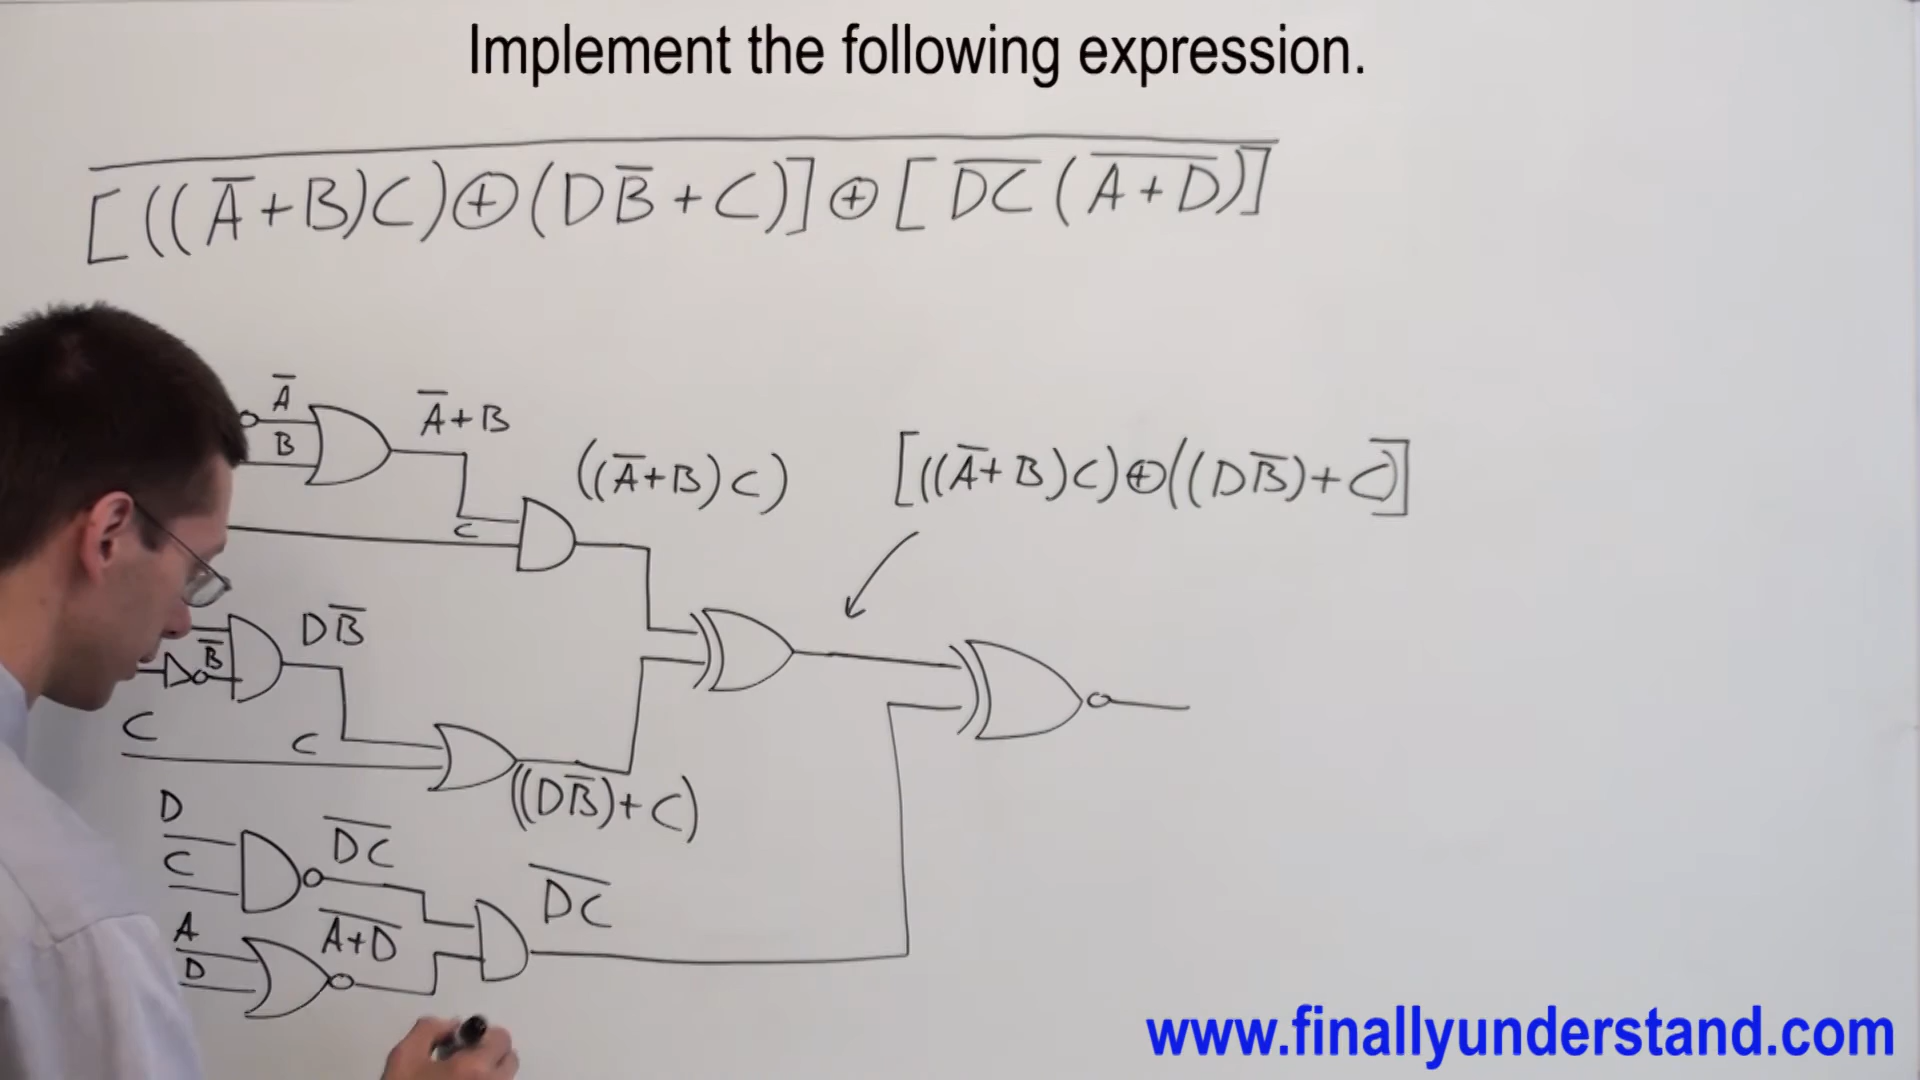 Implement the following expression.
[((A̅+B)C)⊕(DB̅+C)]⊕[D̅C̅(A̅+̅D̅)]
A̅
B
A̅+B
((A̅+B)C)
[((A̅+B)C)⊕((DB̅)+C)]
C
DB̅
B̅
C
C
((DB̅)+C)
D
C
D̅C̅
D̅C̅
A
D
A̅+̅D̅
www.finallyunderstand.com